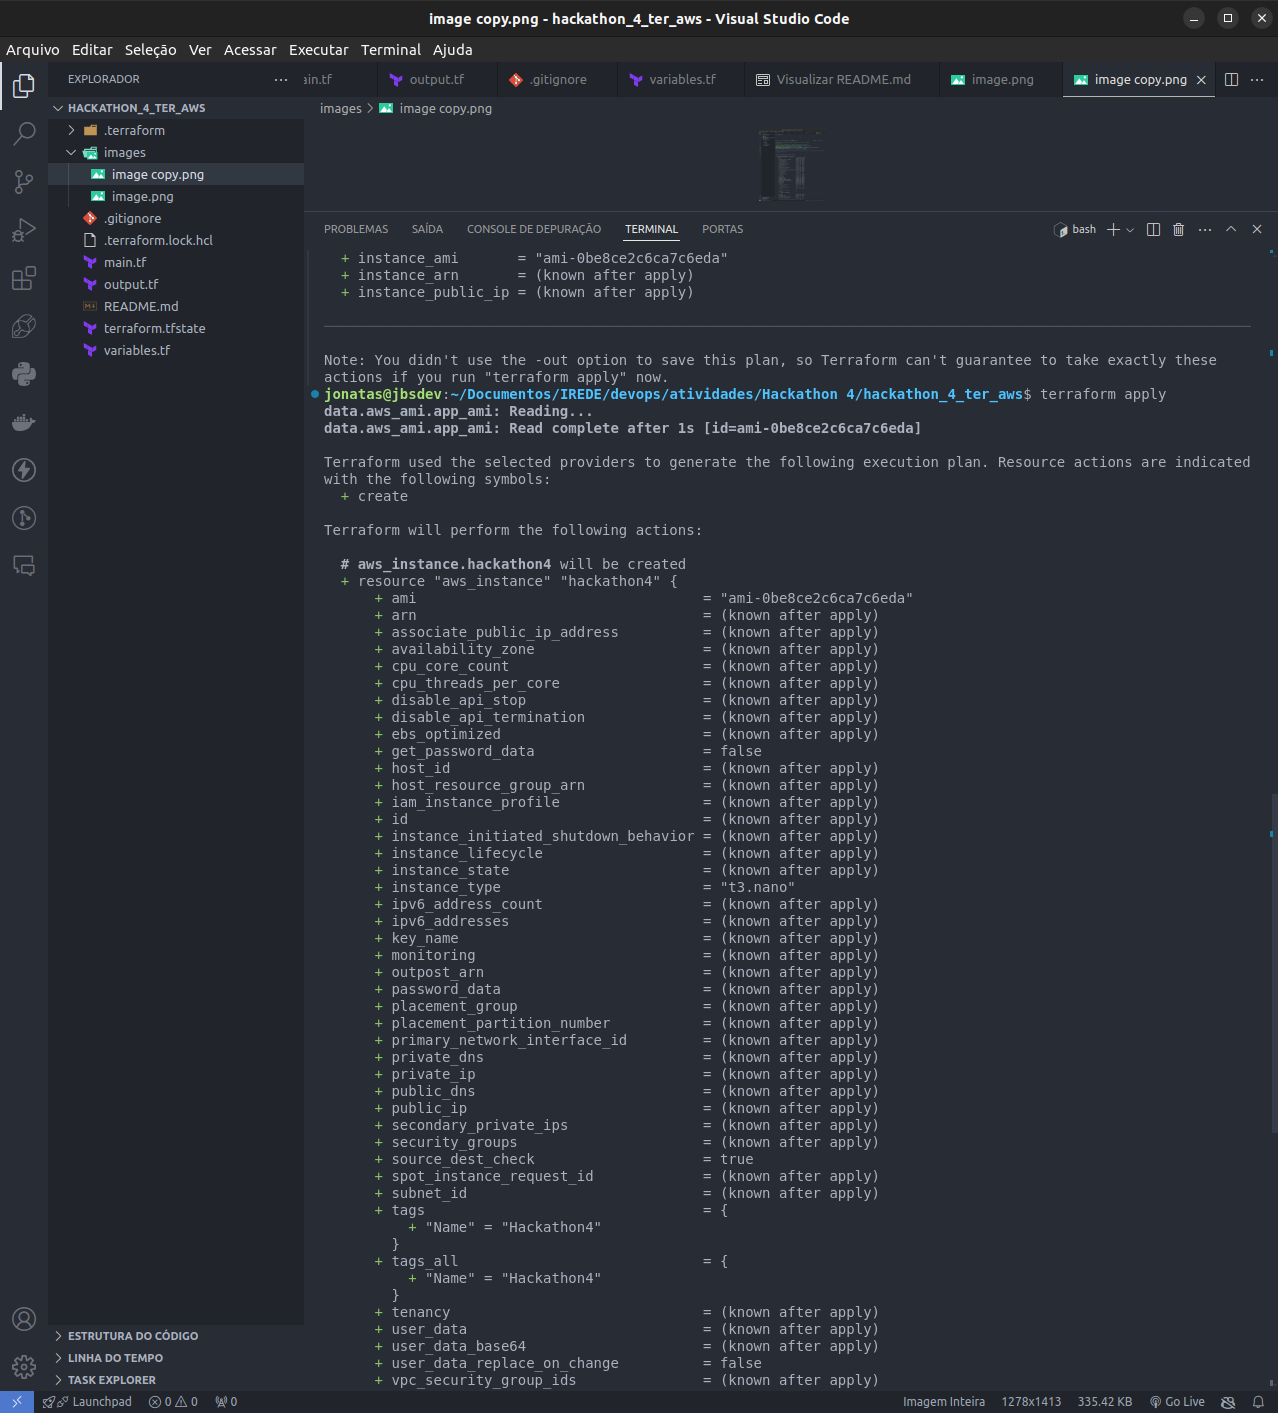 image copy.png - hackathon_4_ter_aws - Visual Studio Code
Arquivo Editar Seleção Ver Acessar Executar Terminal Ajuda
EXPLORADOR
ain.tf output.tf .gitignore variables.tf Visualizar README.md image.png image copy.png
HACKATHON_4_TER_AWS
.terraform
images
image copy.png
image.png
.gitignore
.terraform.lock.hcl
main.tf
output.tf
README.md
terraform.tfstate
variables.tf
ESTRUTURA DO CÓDIGO
LINHA DO TEMPO
TASK EXPLORER
images > image copy.png
PROBLEMAS SAÍDA CONSOLE DE DEPURAÇÃO TERMINAL PORTAS bash
+ instance_ami       = "ami-0be8ce2c6ca7c6eda"
+ instance_arn       = (known after apply)
+ instance_public_ip = (known after apply)
Note: You didn't use the -out option to save this plan, so Terraform can't guarantee to take exactly these
actions if you run "terraform apply" now.
jonatas@jbsdev:~/Documentos/IREDE/devops/atividades/Hackathon 4/hackathon_4_ter_aws$ terraform apply
data.aws_ami.app_ami: Reading...
data.aws_ami.app_ami: Read complete after 1s [id=ami-0be8ce2c6ca7c6eda]
Terraform used the selected providers to generate the following execution plan. Resource actions are indicated
with the following symbols:
+ create
Terraform will perform the following actions:
# aws_instance.hackathon4 will be created
+ resource "aws_instance" "hackathon4" {
+ ami = "ami-0be8ce2c6ca7c6eda"
+ arn = (known after apply)
+ associate_public_ip_address = (known after apply)
+ availability_zone = (known after apply)
+ cpu_core_count = (known after apply)
+ cpu_threads_per_core = (known after apply)
+ disable_api_stop = (known after apply)
+ disable_api_termination = (known after apply)
+ ebs_optimized = (known after apply)
+ get_password_data = false
+ host_id = (known after apply)
+ host_resource_group_arn = (known after apply)
+ iam_instance_profile = (known after apply)
+ id = (known after apply)
+ instance_initiated_shutdown_behavior = (known after apply)
+ instance_lifecycle = (known after apply)
+ instance_state = (known after apply)
+ instance_type = "t3.nano"
+ ipv6_address_count = (known after apply)
+ ipv6_addresses = (known after apply)
+ key_name = (known after apply)
+ monitoring = (known after apply)
+ outpost_arn = (known after apply)
+ password_data = (known after apply)
+ placement_group = (known after apply)
+ placement_partition_number = (known after apply)
+ primary_network_interface_id = (known after apply)
+ private_dns = (known after apply)
+ private_ip = (known after apply)
+ public_dns = (known after apply)
+ public_ip = (known after apply)
+ secondary_private_ips = (known after apply)
+ security_groups = (known after apply)
+ source_dest_check = true
+ spot_instance_request_id = (known after apply)
+ subnet_id = (known after apply)
+ tags = {
+ "Name" = "Hackathon4"
}
+ tags_all = {
+ "Name" = "Hackathon4"
}
+ tenancy = (known after apply)
+ user_data = (known after apply)
+ user_data_base64 = (known after apply)
+ user_data_replace_on_change = false
+ vpc_security_group_ids = (known after apply)
Launchpad 0 0 0 Imagem Inteira 1278x1413 335.42 KB Go Live